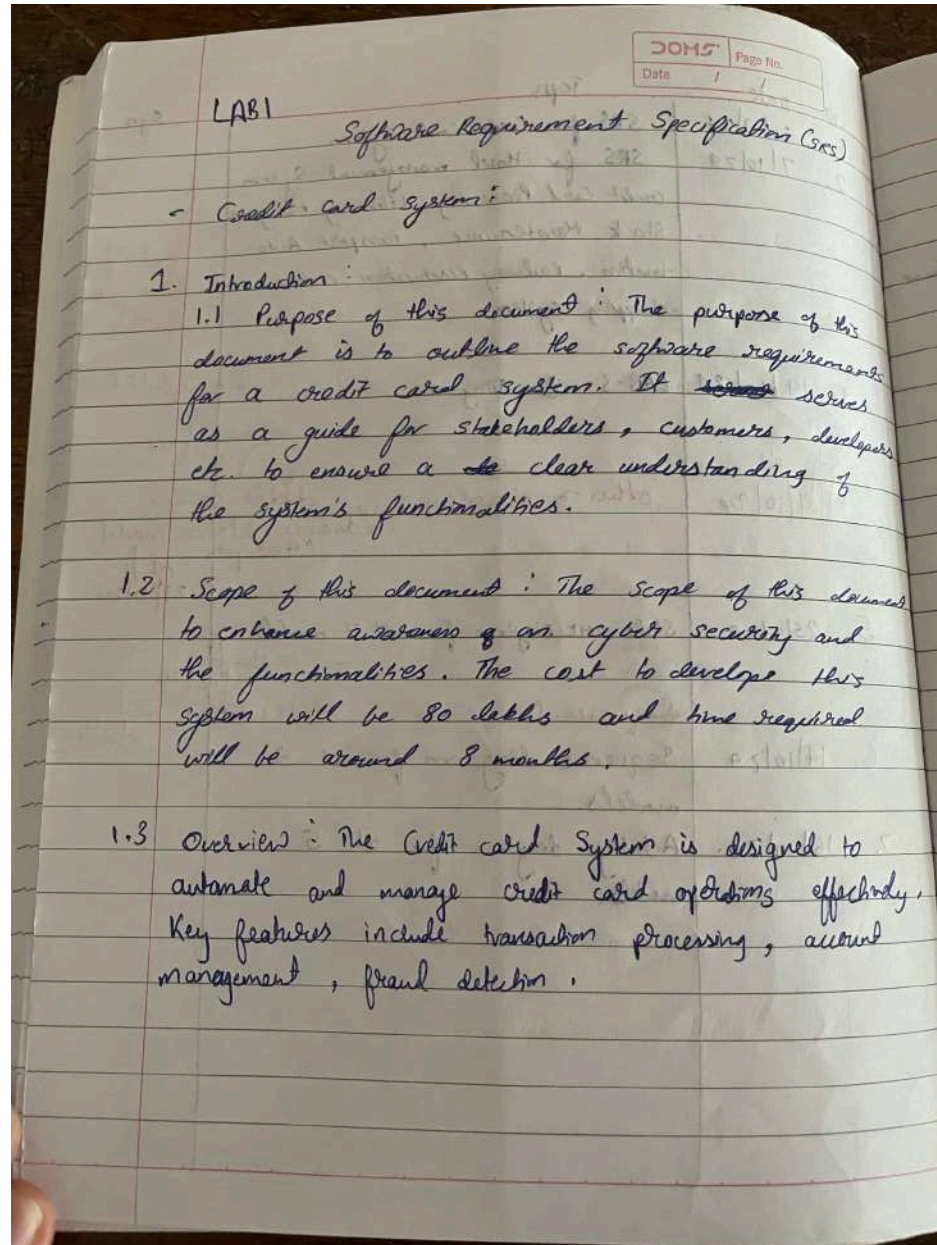 DOMS Page No.
Date / /
LAB1
Software Requirement Specification (SRS)
- Credit card system :
1. Introduction :
1.1 Purpose of this document : The purpose of this
document is to outline the software requirements
for a credit card system. It serves
as a guide for stakeholders, customers, developers
etc. to ensure a clear understanding of
the system's functionalities.
1.2 Scope of this document : The scope of this document
to enhance awareness on cyber security and
the functionalities. The cost to develope this
system will be 80 lakhs and time required
will be around 8 months.
1.3 Overview : The Credit card System is designed to
automate and manage credit card operations effectively.
Key features include transaction processing, account
management, fraud detection.